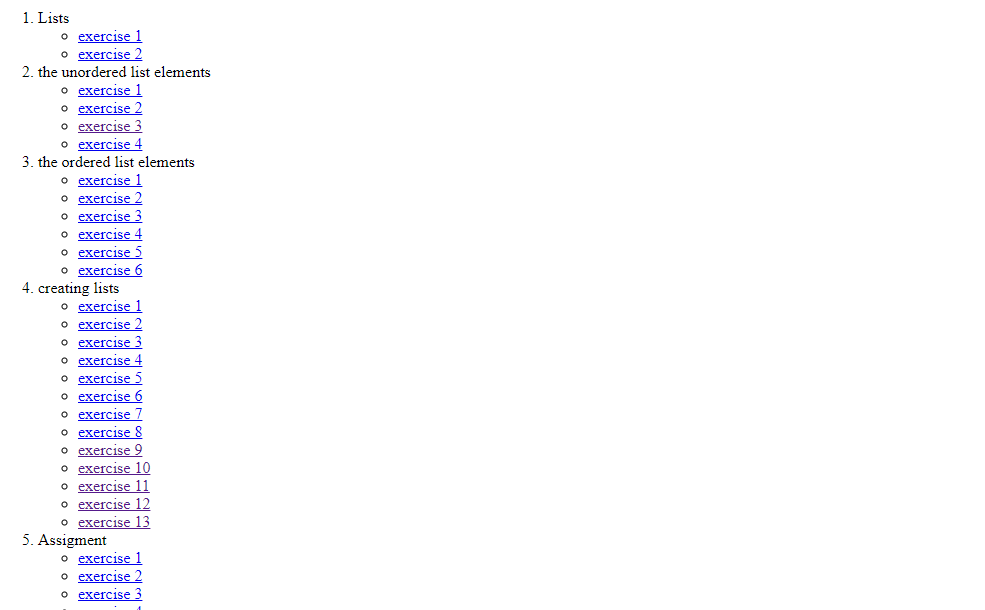 1. Lists
exercise 1
exercise 2
2. the unordered list elements
exercise 1
exercise 2
exercise 3
exercise 4
3. the ordered list elements
exercise 1
exercise 2
exercise 3
exercise 4
exercise 5
exercise 6
4. creating lists
exercise 1
exercise 2
exercise 3
exercise 4
exercise 5
exercise 6
exercise 7
exercise 8
exercise 9
exercise 10
exercise 11
exercise 12
exercise 13
5. Assigment
exercise 1
exercise 2
exercise 3